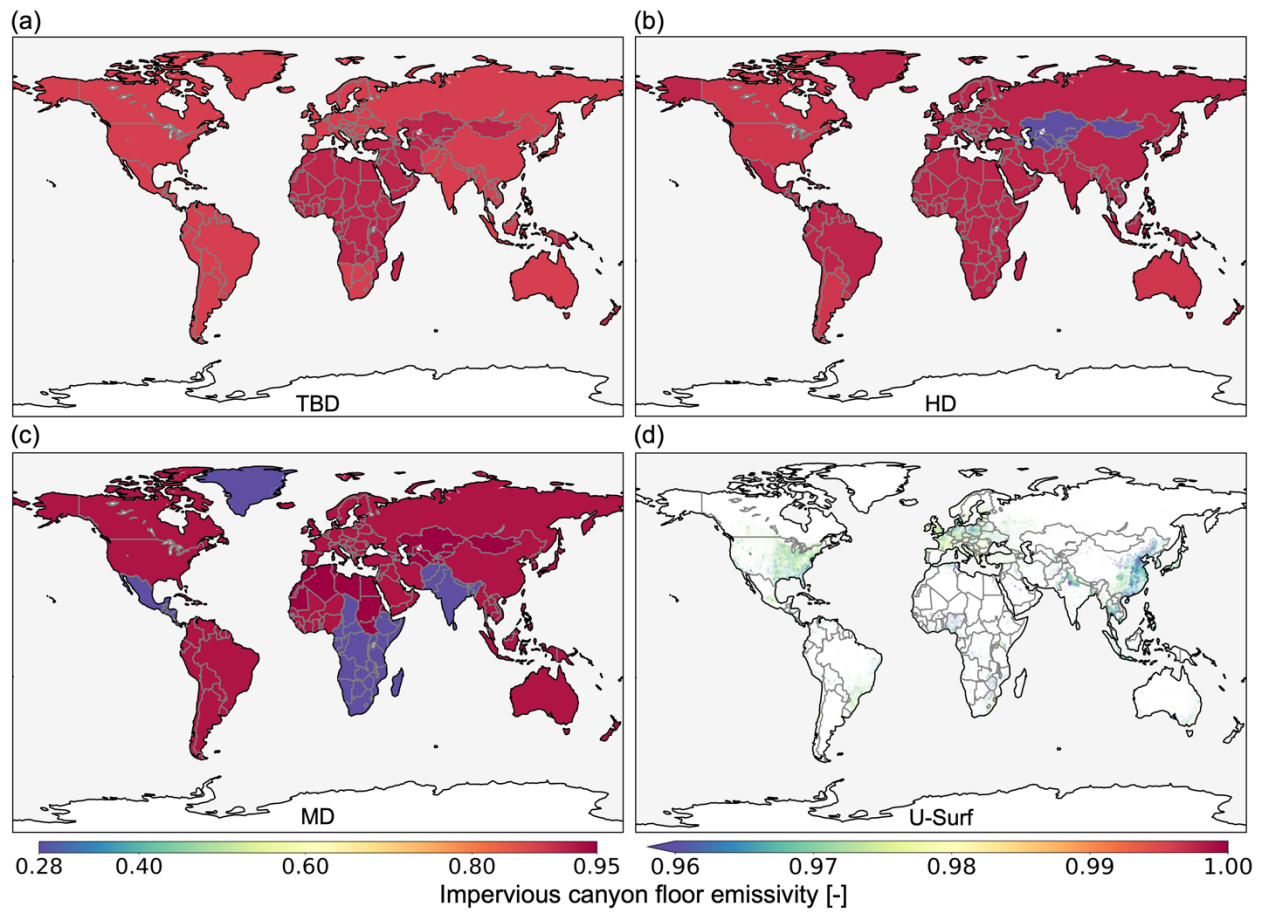 (a) (b)
TBD HD
(c) (d)
MD U-Surf
0.28 0.40 0.60 0.80 0.95 0.96 0.97 0.98 0.99 1.00
Impervious canyon floor emissivity [-]